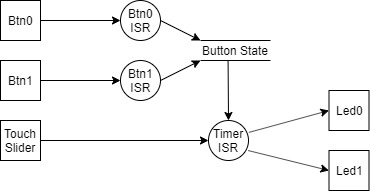 Btn0
Btn0
ISR
Button State
Btn1
Btn1
ISR
Touch
Slider
Timer
ISR
Led0
Led1